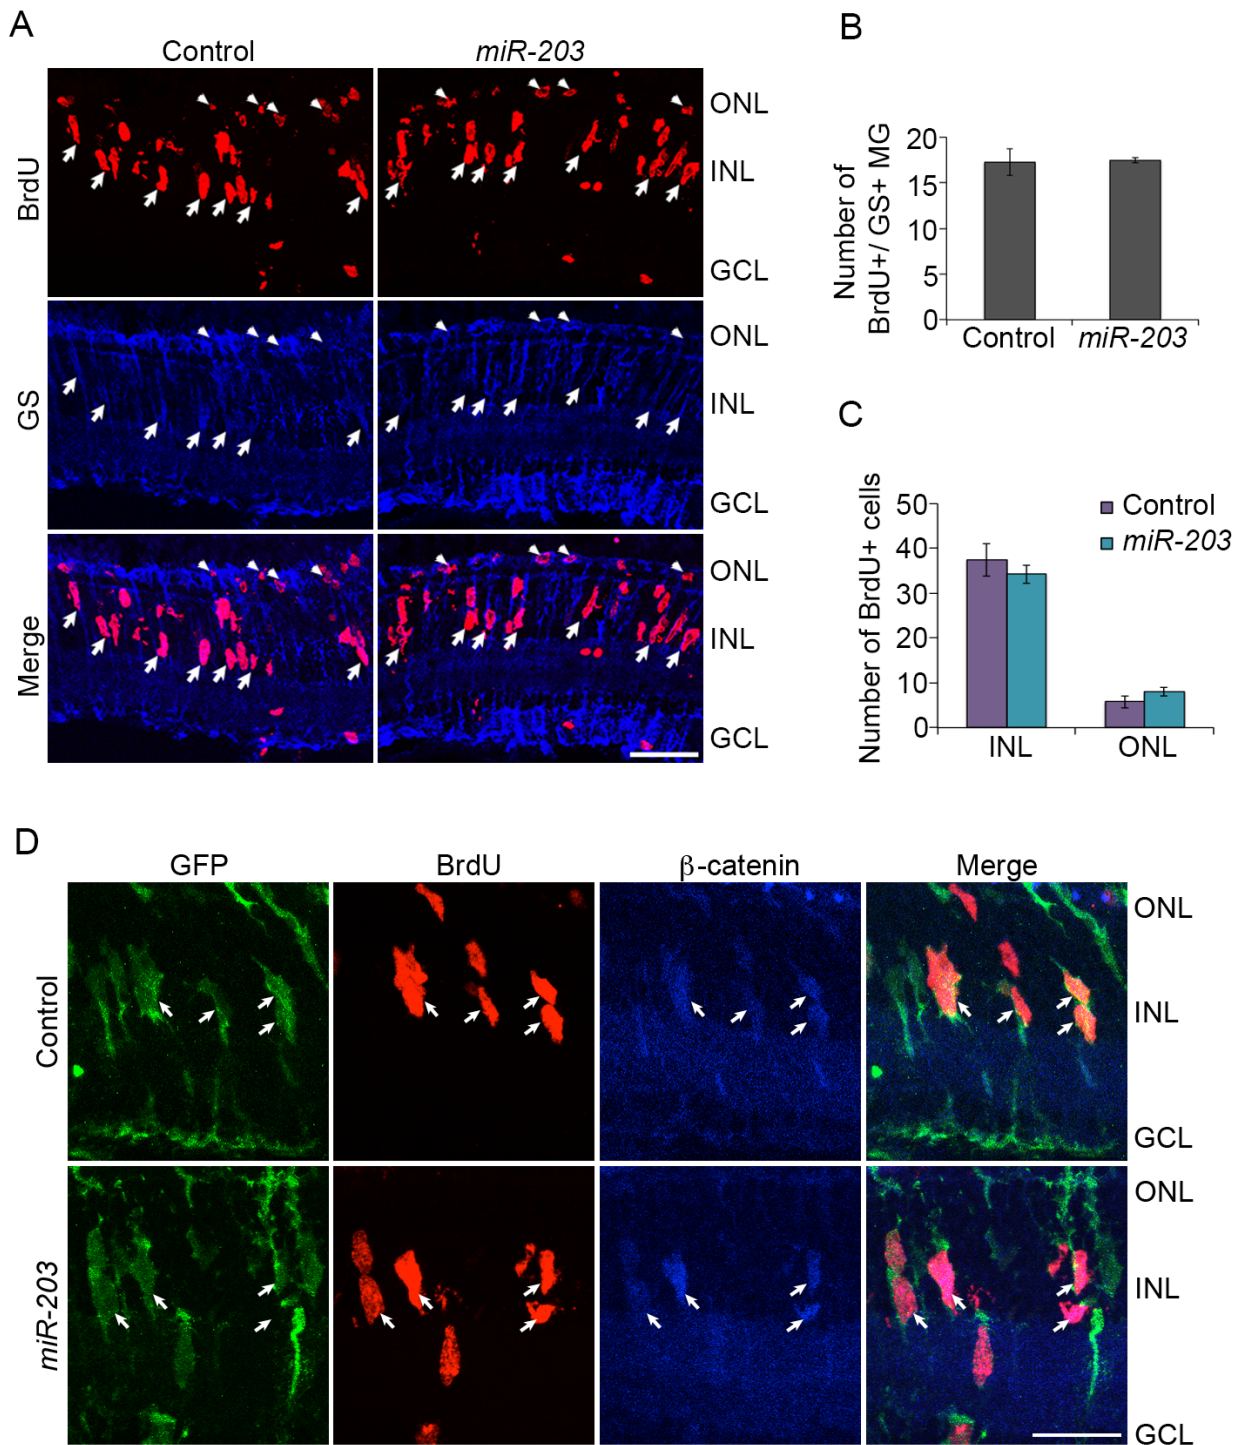 A
Control
miR-203
BrdU
ONL
INL
GCL
GS
ONL
INL
GCL
Merge
ONL
INL
GCL
B
Number of
BrdU+/ GS+ MG
20
15
10
5
0
Control
miR-203
C
Number of BrdU+ cells
50
40
30
20
10
0
Control
miR-203
INL
ONL
D
GFP
BrdU
β-catenin
Merge
Control
ONL
INL
GCL
miR-203
ONL
INL
GCL